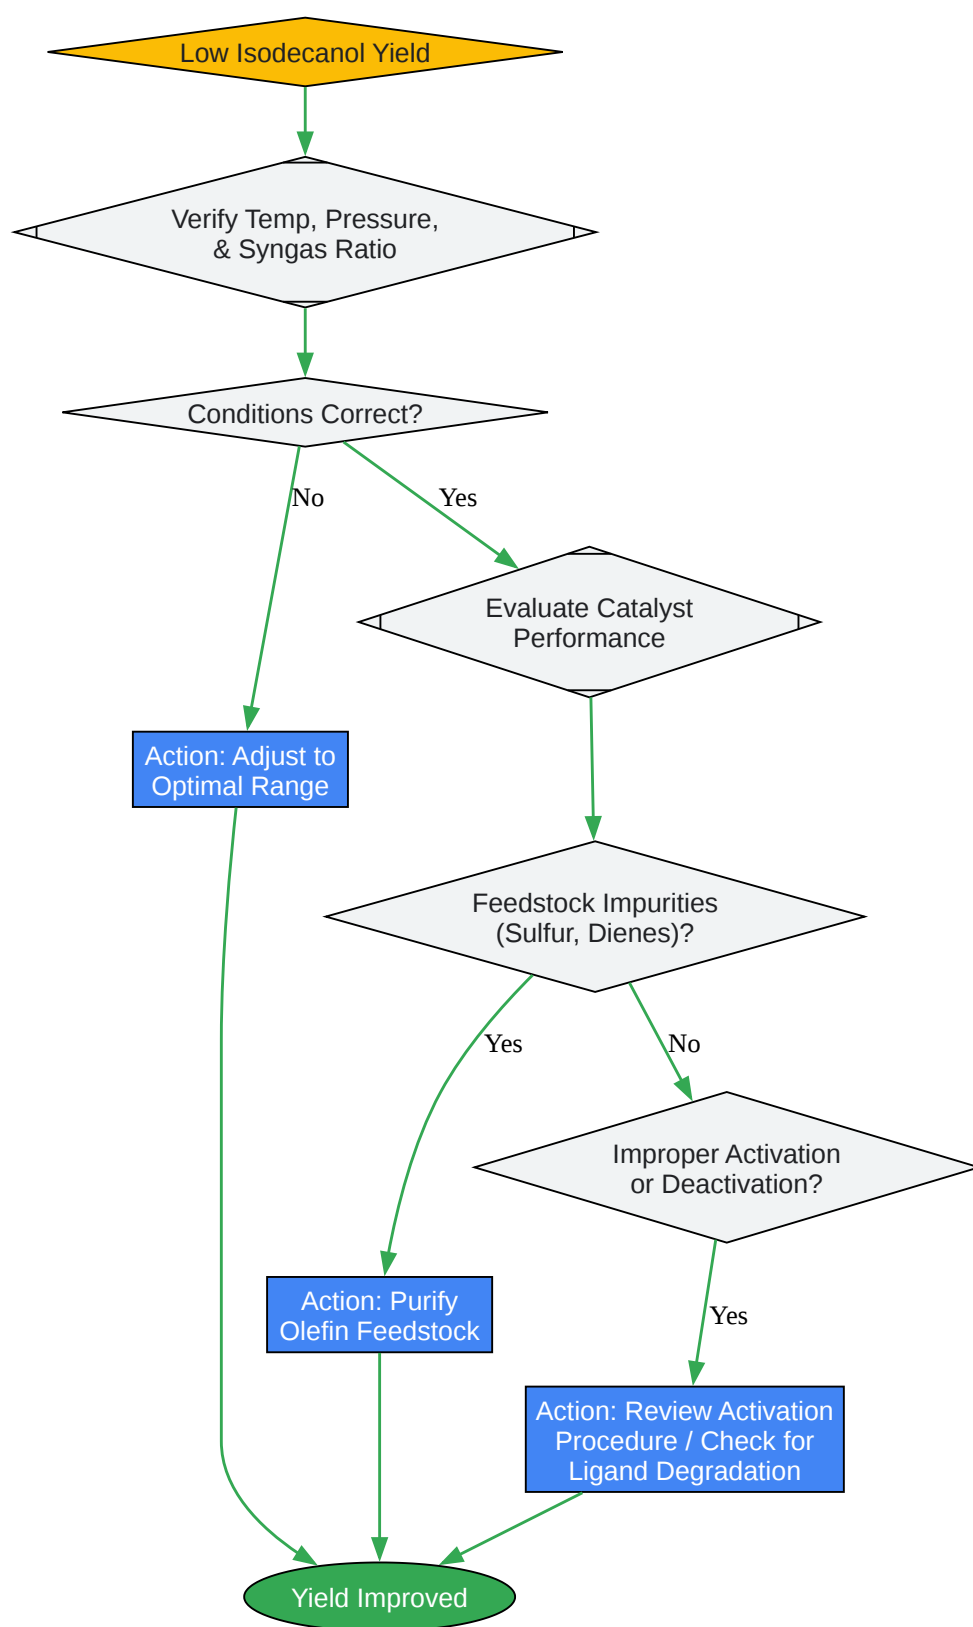 Low Isodecanol Yield
Verify Temp, Pressure,
& Syngas Ratio
Conditions Correct?
No
Yes
Evaluate Catalyst
Performance
Action: Adjust to
Optimal Range
Feedstock Impurities
(Sulfur, Dienes)?
Yes
No
Improper Activation
or Deactivation?
Action: Purify
Olefin Feedstock
Yes
Action: Review Activation
Procedure / Check for
Ligand Degradation
Yield Improved